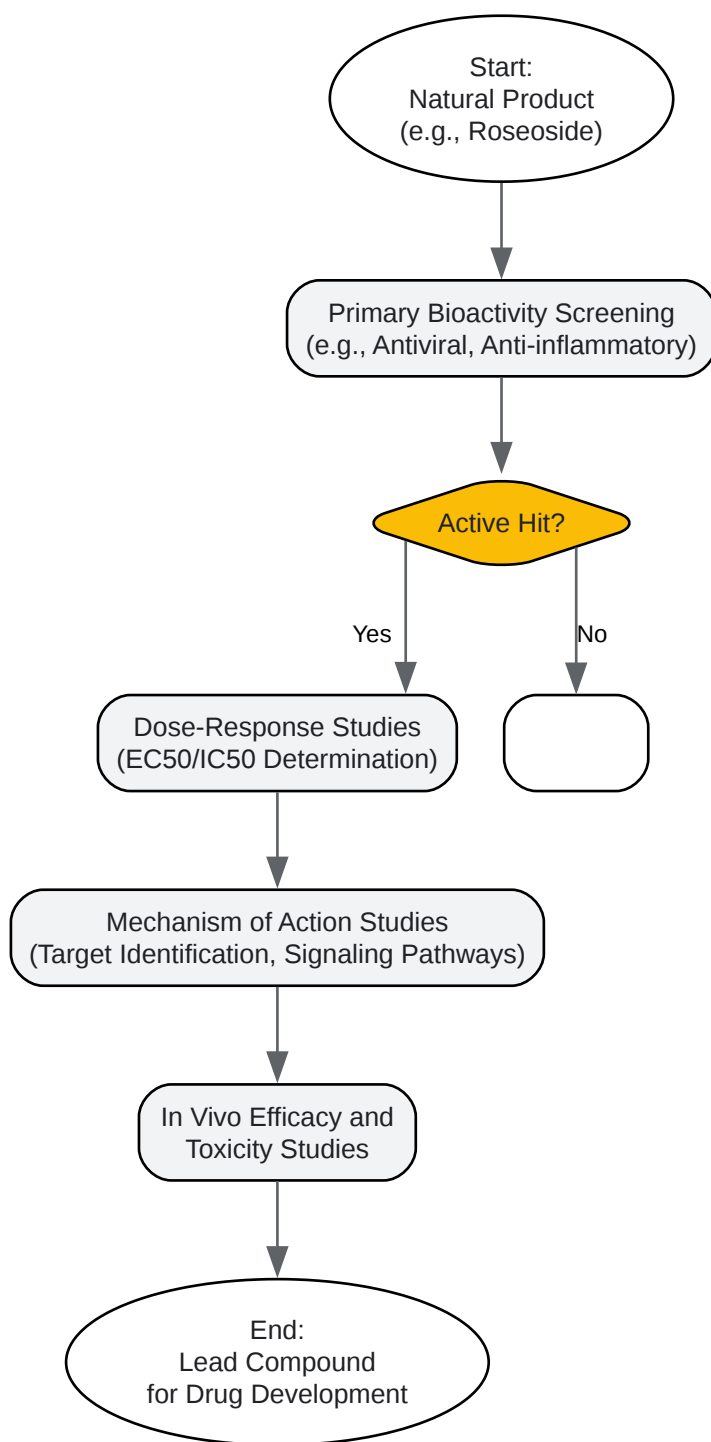 Start:
Natural Product
(e.g., Roseoside)
Primary Bioactivity Screening
(e.g., Antiviral, Anti-inflammatory)
Active Hit?
Yes
No
Dose-Response Studies
(EC50/IC50 Determination)
Mechanism of Action Studies
(Target Identification, Signaling Pathways)
In Vivo Efficacy and
Toxicity Studies
End:
Lead Compound
for Drug Development